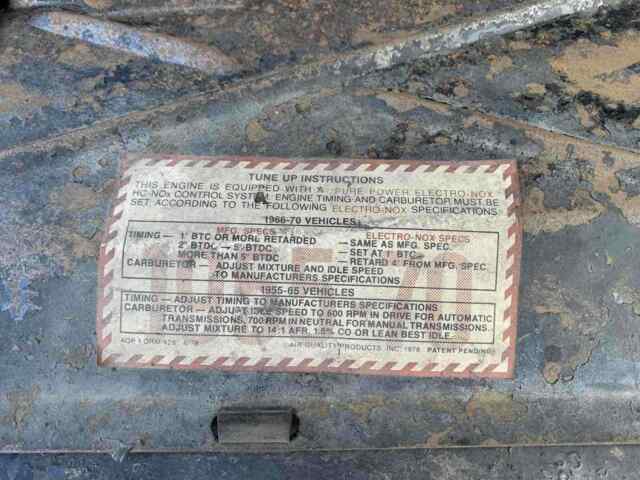 TUNE UP INSTRUCTIONS
THIS ENGINE IS EQUIPPED WITH A PURE POWER ELECTRO-NOX
HC-NOx CONTROL SYSTEM. ENGINE TIMING AND CARBURETOR MUST BE
SET ACCORDING TO THE FOLLOWING ELECTRO-NOX SPECIFICATIONS
1966-70 VEHICLES
MFG. SPECS ELECTRO-NOX SPECS
TIMING — 1° BTC OR MORE RETARDED — SAME AS MFG. SPEC.
2° BTDC → 5° BTDC — SET AT 1° BTC
MORE THAN 5° BTDC — RETARD 4° FROM MFG. SPEC.
CARBURETOR — ADJUST MIXTURE AND IDLE SPEED
TO MANUFACTURERS SPECIFICATIONS
1955-65 VEHICLES
TIMING — ADJUST TIMING TO MANUFACTURERS SPECIFICATIONS
CARBURETOR — ADJUST IDLE SPEED TO 600 RPM IN DRIVE FOR AUTOMATIC
TRANSMISSIONS, 700 RPM IN NEUTRAL FOR MANUAL TRANSMISSIONS.
ADJUST MIXTURE TO 14:1 AFR, 1.5% CO OR LEAN BEST IDLE.
AQP FORM AIR QUALITY PRODUCTS, INC. 1978 PATENT PENDING